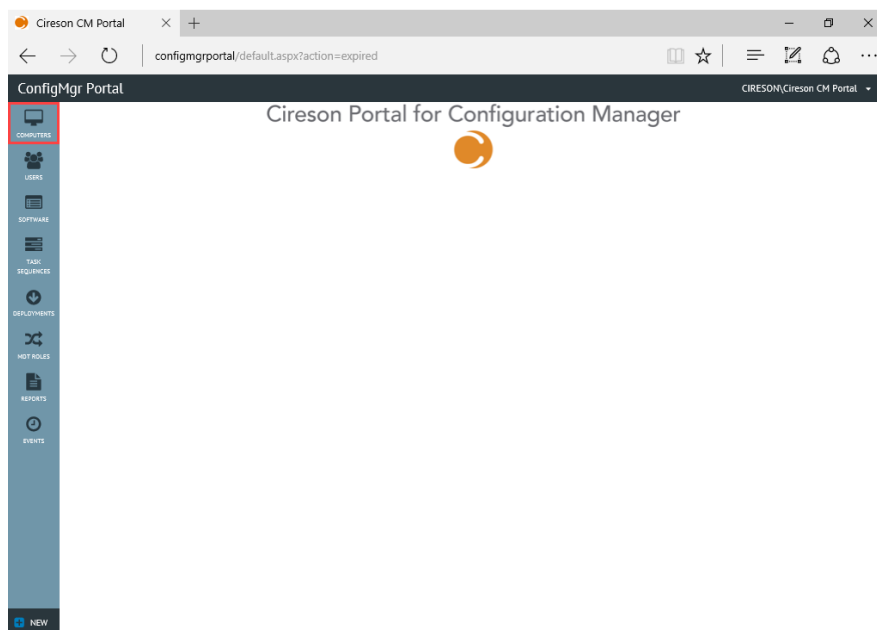 Cireson CM Portal
configmgrportal/default.aspx?action=expired
ConfigMgr Portal
CIRESON\Cireson CM Portal
Cireson Portal for Configuration Manager
COMPUTERS
USERS
SOFTWARE
TASK
SEQUENCES
DEPLOYMENTS
MDT ROLES
REPORTS
EVENTS
NEW